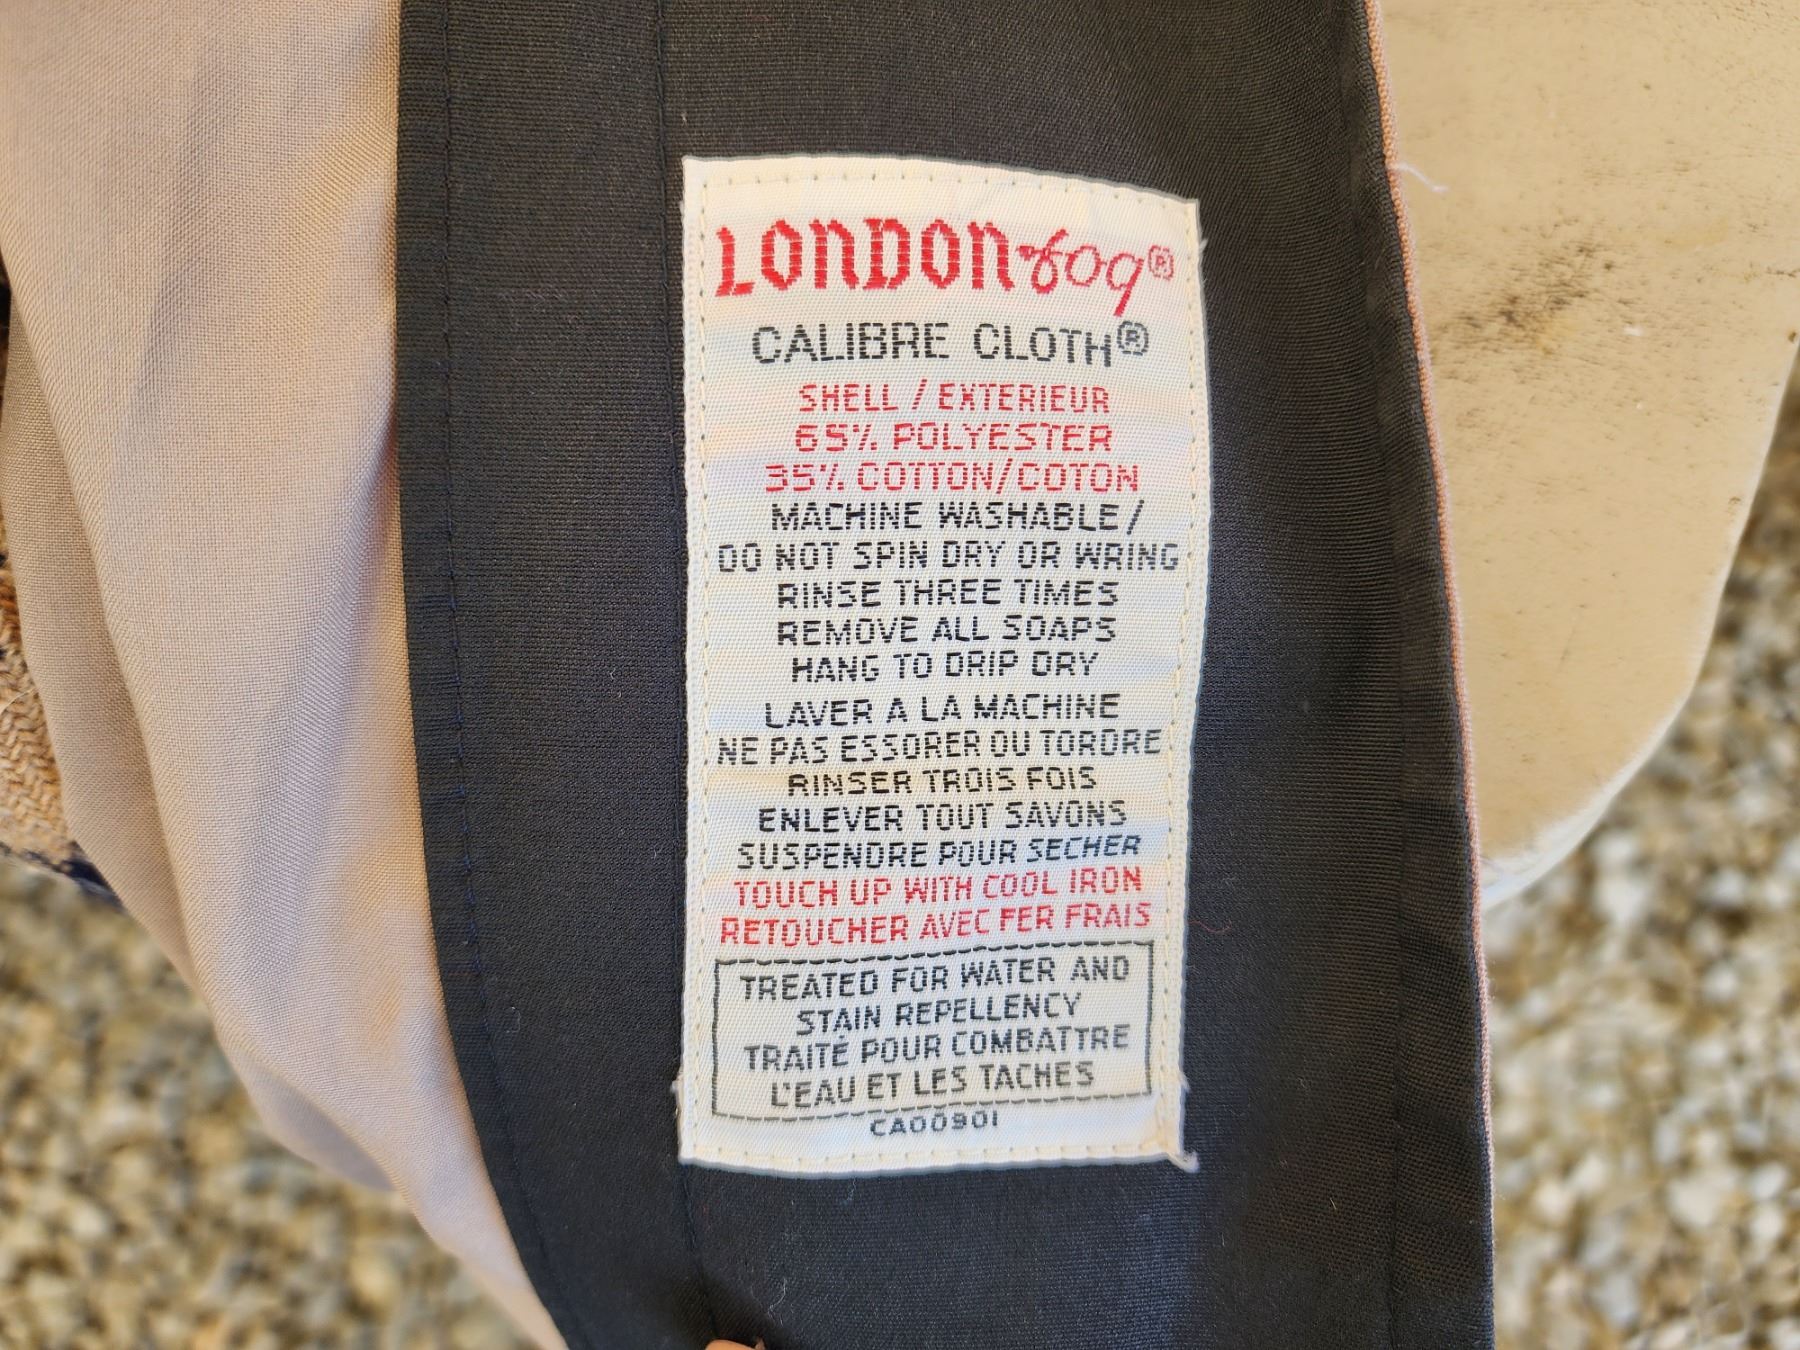 LONDON fog®
CALIBRE CLOTH®
SHELL / EXTERIEUR
65% POLYESTER
35% COTTON/COTON
MACHINE WASHABLE/
DO NOT SPIN DRY OR WRING
RINSE THREE TIMES
REMOVE ALL SOAPS
HANG TO DRIP DRY
LAVER A LA MACHINE
NE PAS ESSORER OU TORDRE
RINSER TROIS FOIS
ENLEVER TOUT SAVONS
SUSPENDRE POUR SECHER
TOUCH UP WITH COOL IRON
RETOUCHER AVEC FER FRAIS
TREATED FOR WATER AND
STAIN REPELLENCY
TRAITÉ POUR COMBATTRE
L'EAU ET LES TACHES
CA00901